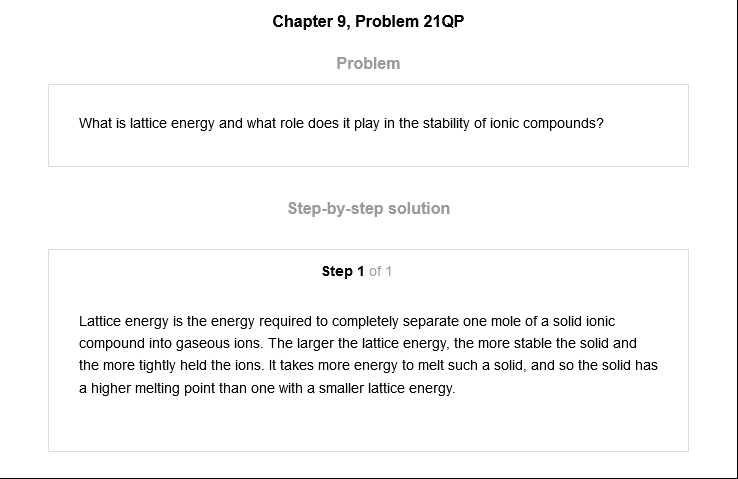 Chapter 9, Problem 21QP
Problem
What is lattice energy and what role does it play in the stability of ionic compounds?
Step-by-step solution
Step 1 of 1
Lattice energy is the energy required to completely separate one mole of a solid ionic
compound into gaseous ions. The larger the lattice energy, the more stable the solid and
the more tightly held the ions. It takes more energy to melt such a solid, and so the solid has
a higher melting point than one with a smaller lattice energy.